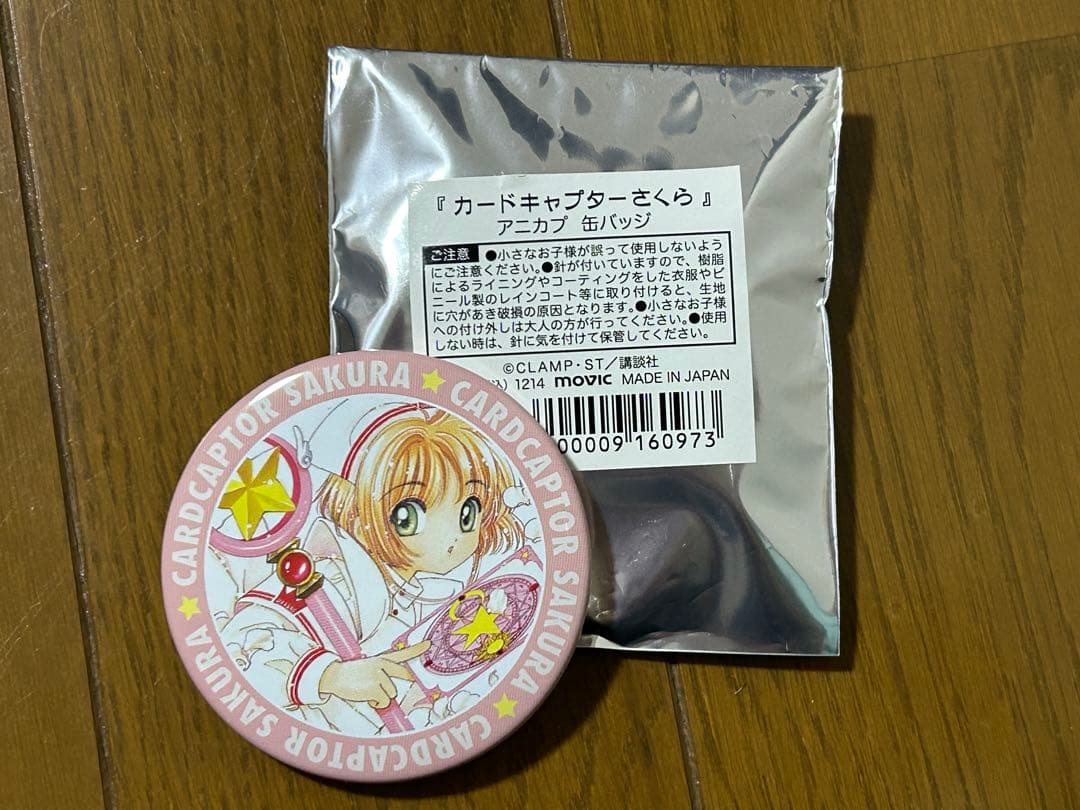 『 カードキャプターさくら 』
アニカプ 缶バッジ
ご注意 ●小さなお子様が誤って使用しないよう
にご注意ください。●針が付いていますので、樹脂
によるライニングやコーティングをした衣服やビ
ニール製のレインコート等に取り付けると、生地
に穴があき破損の原因となります。●小さなお子様
への付け外しは大人の方が行ってください。●使用
しない時は、針に気を付けて保管してください。
©CLAMP・ST／講談社
込) 1214 movic MADE IN JAPAN
00009 160973
CARDCAPTOR SAKURA
CARDCAPTOR SAKURA
CARDCAPTOR SAKURA